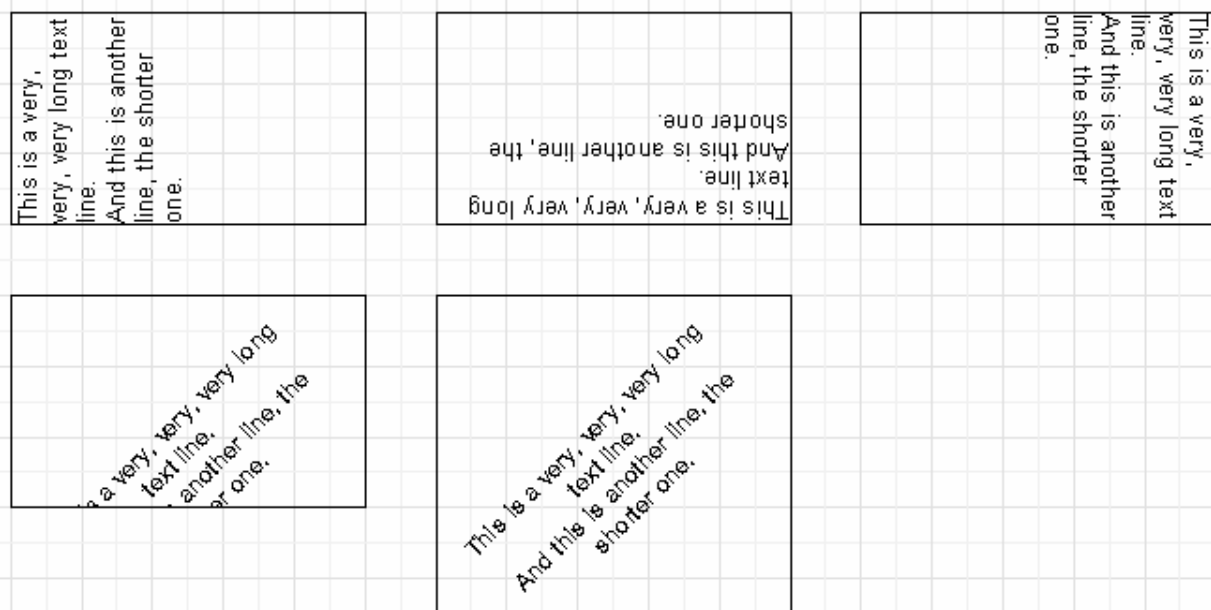 This is a very,
very, very long text
line.
And this is another
line, the shorter
one.
This is a very, very, very long
text line.
And this is another line, the
shorter one.
This is a very,
very, very long text
line.
And this is another
line, the shorter
one.
is a very, very, very long
text line.
another line, the
er one.
This is a very, very, very long
text line.
And this is another line, the
shorter one.